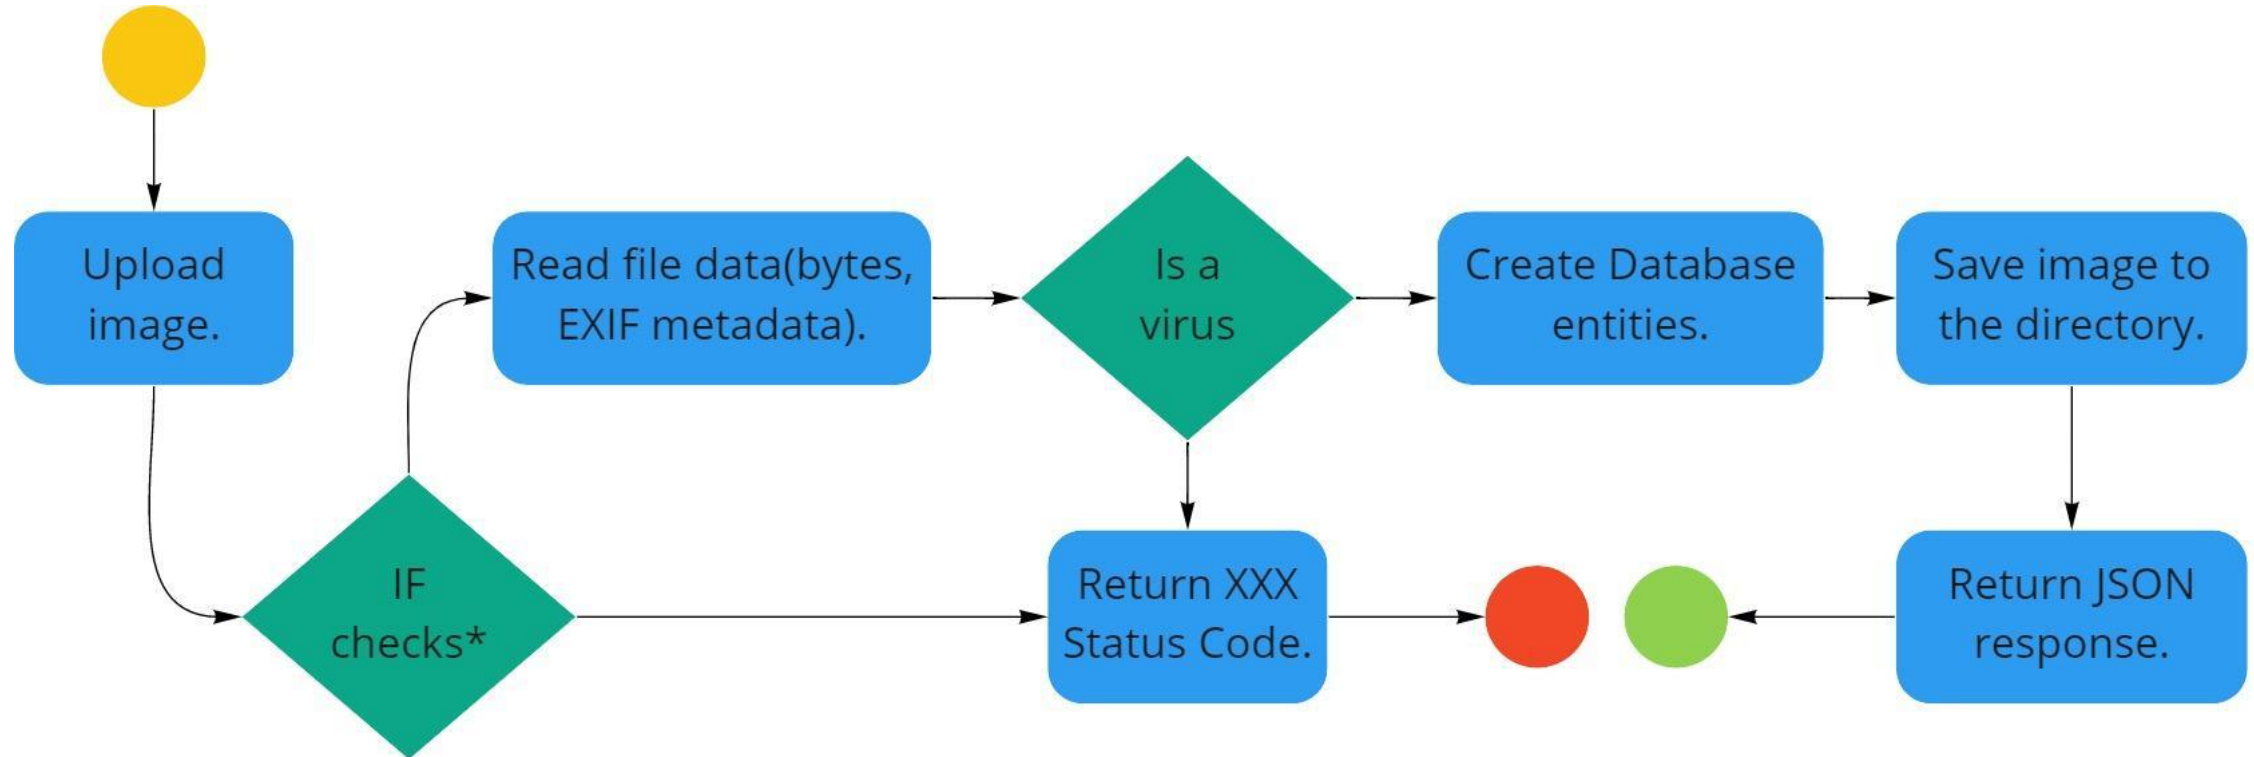 Upload
image.
Read file data(bytes,
EXIF metadata).
Is a
virus
Create Database
entities.
Save image to
the directory.
IF
checks*
Return XXX
Status Code.
Return JSON
response.